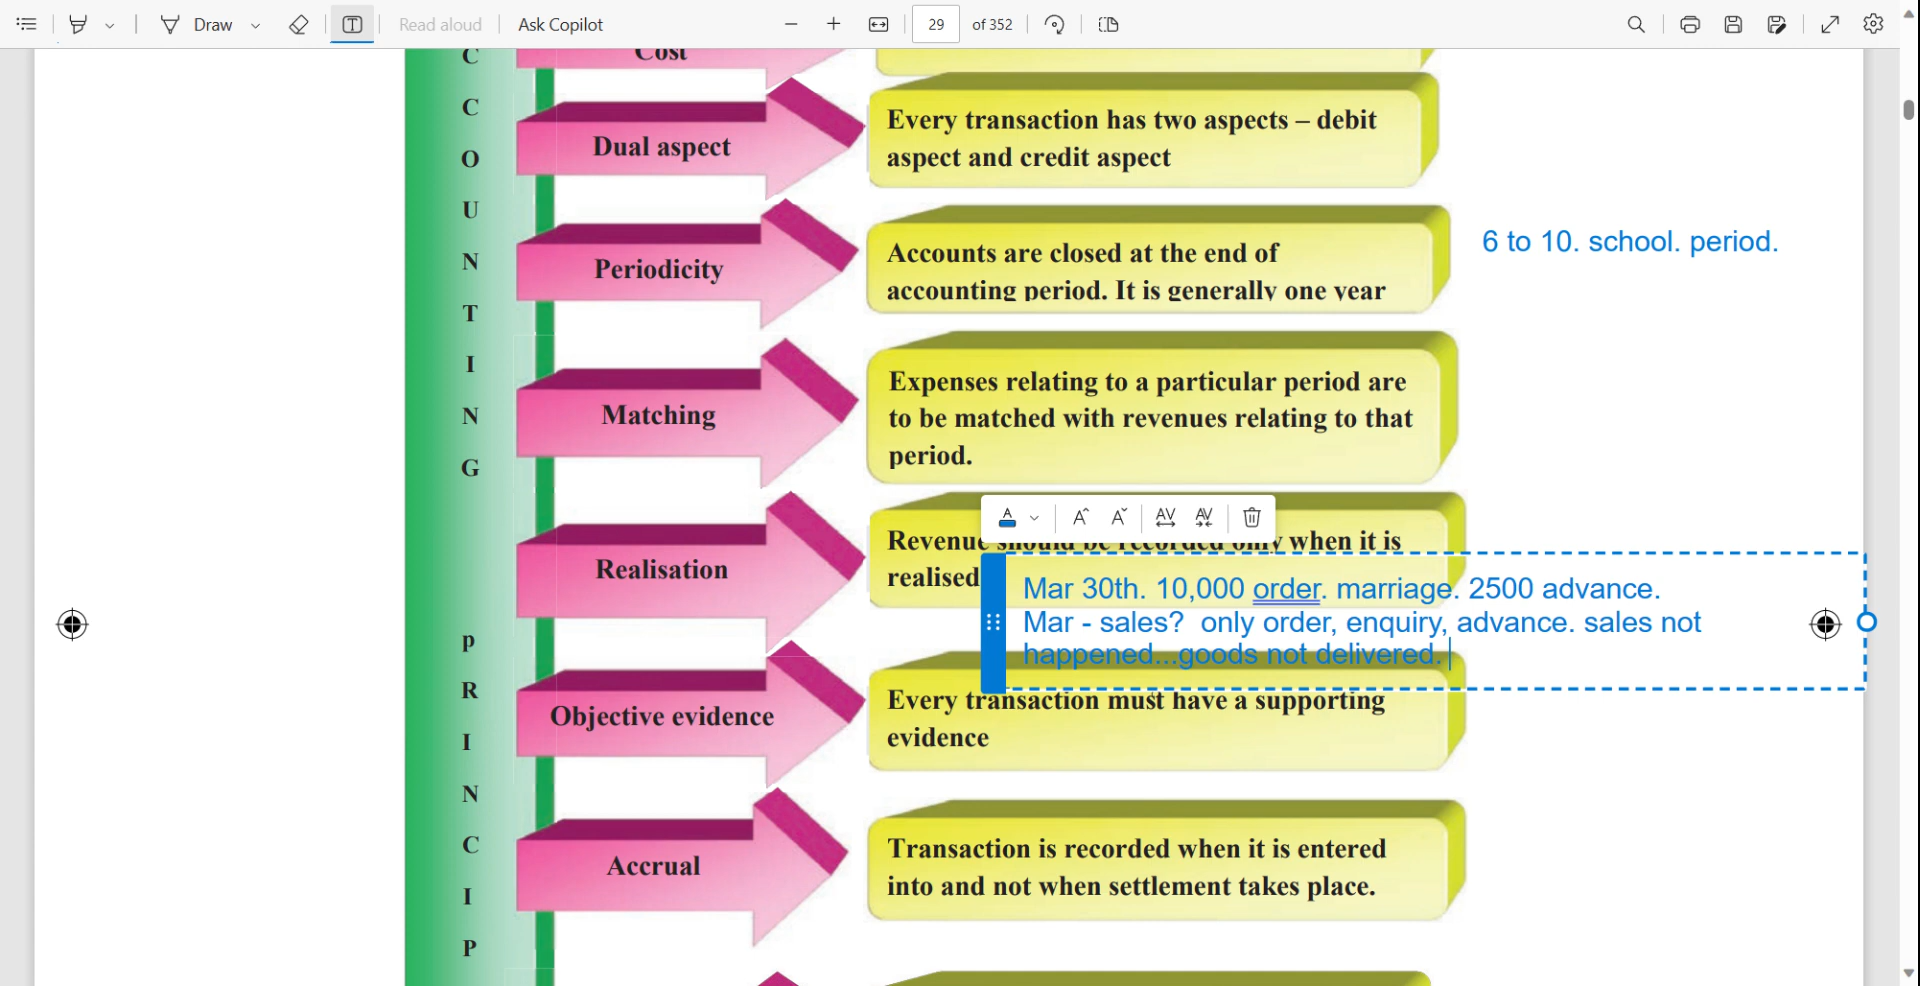 Read aloud
Draw
Ask Copilot
29 of 352
Cost
Dual aspect
Every transaction has two aspects – debit
aspect and credit aspect
Periodicity
Accounts are closed at the end of
accounting period. It is generally one year
6 to 10. school. period.
Matching
Expenses relating to a particular period are
to be matched with revenues relating to that
period.
Realisation
Revenue should be recorded only when it is
realised
Mar 30th. 10,000 order. marriage. 2500 advance.
Mar - sales?  only order, enquiry, advance. sales not
happened...goods not delivered.
Objective evidence
Every transaction must have a supporting
evidence
Accrual
Transaction is recorded when it is entered
into and not when settlement takes place.
C
C
O
U
N
T
I
N
G
p
R
I
N
C
I
P